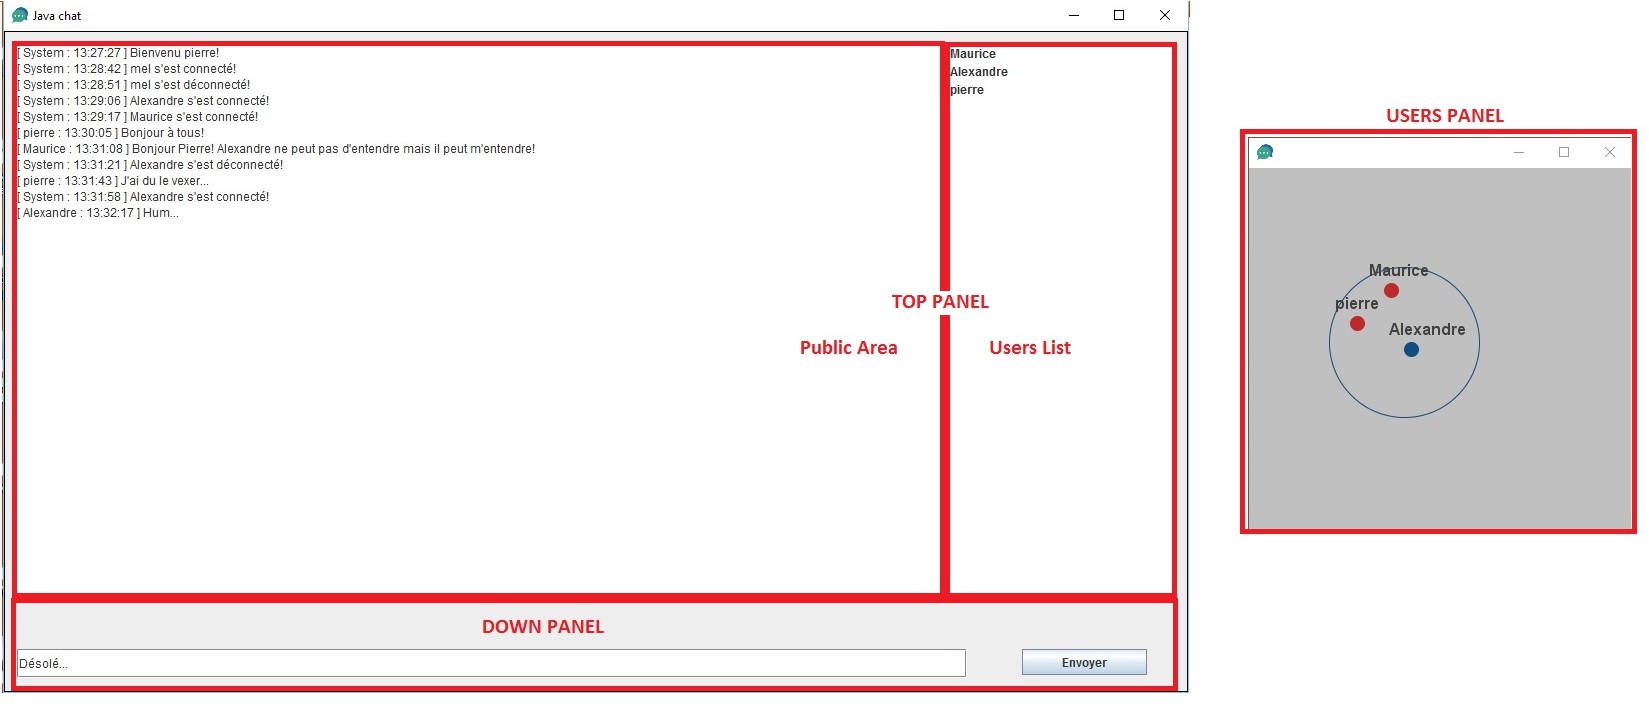 Java chat
[ System : 13:27:27 ] Bienvenu pierre!
[ System : 13:28:42 ] mel s'est connecté!
[ System : 13:28:51 ] mel s'est déconnecté!
[ System : 13:29:06 ] Alexandre s'est connecté!
[ System : 13:29:17 ] Maurice s'est connecté!
[ pierre : 13:30:05 ] Bonjour à tous!
[ Maurice : 13:31:08 ] Bonjour Pierre! Alexandre ne peut pas d'entendre mais il peut m'entendre!
[ System : 13:31:21 ] Alexandre s'est déconnecté!
[ pierre : 13:31:43 ] J'ai du le vexer...
[ System : 13:31:58 ] Alexandre s'est connecté!
[ Alexandre : 13:32:17 ] Hum...
Maurice
Alexandre
pierre
TOP PANEL
Public Area
Users List
DOWN PANEL
Désolé...
Envoyer
USERS PANEL
Maurice
pierre
Alexandre